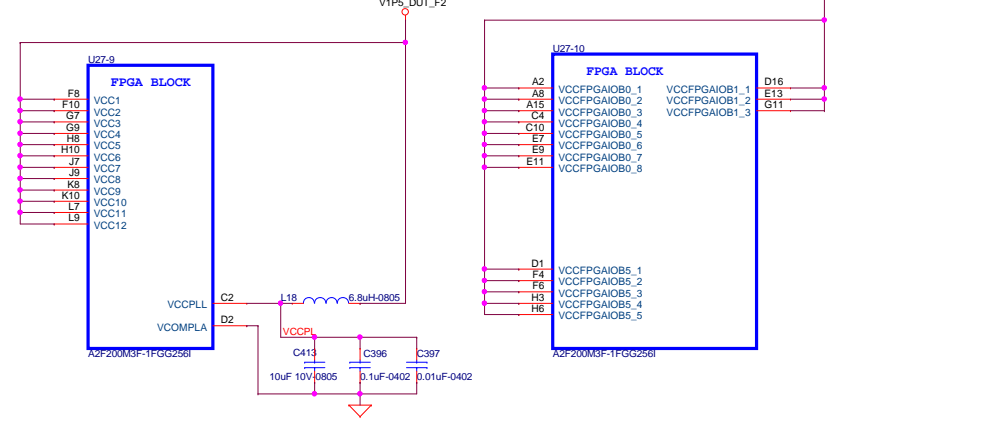 V1P5_DUT_F2
U27-9
FPGA BLOCK
F8 VCC1
F10 VCC2
G7 VCC3
G9 VCC4
H8 VCC5
H10 VCC6
J7 VCC7
J9 VCC8
K8 VCC9
K10 VCC10
L7 VCC11
L9 VCC12
VCCPLL C2
L18 6.8uH-0805
VCOMPLA D2
VCCPL
C413 C396 C397
10uF 10V-0805 0.1uF-0402 0.01uF-0402
A2F200M3F-1FGG256I
U27-10
FPGA BLOCK
A2 VCCFPGAIOB0_1 VCCFPGAIOB1_1 D16
A8 VCCFPGAIOB0_2 VCCFPGAIOB1_2 E13
A15 VCCFPGAIOB0_3 VCCFPGAIOB1_3 G11
C4 VCCFPGAIOB0_4
C10 VCCFPGAIOB0_5
E7 VCCFPGAIOB0_6
E9 VCCFPGAIOB0_7
E11 VCCFPGAIOB0_8
D1 VCCFPGAIOB5_1
F4 VCCFPGAIOB5_2
F6 VCCFPGAIOB5_3
H3 VCCFPGAIOB5_4
H6 VCCFPGAIOB5_5
A2F200M3F-1FGG256I